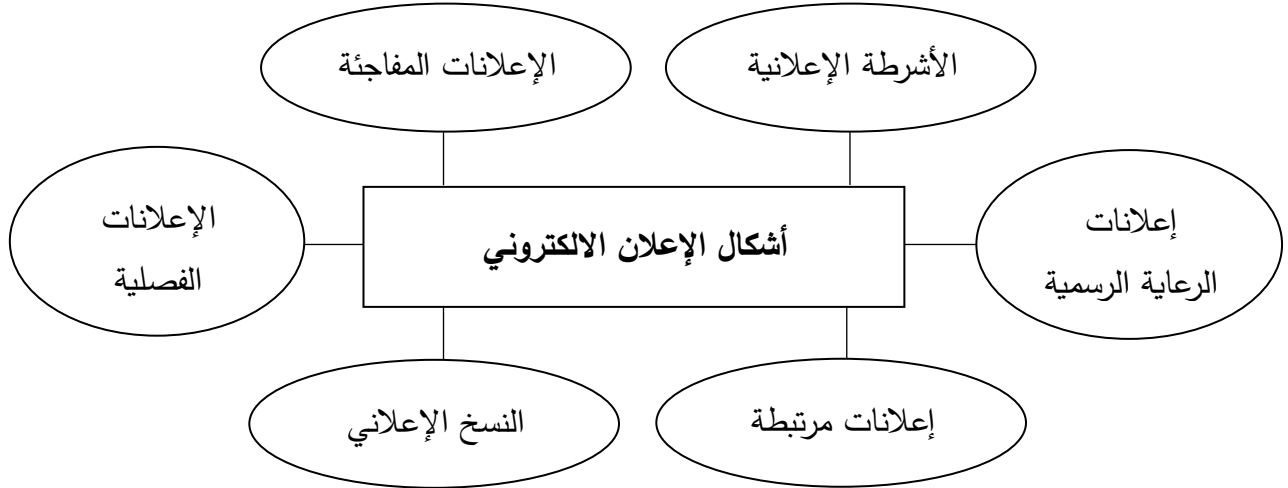 الأشرطة الإعلانية
الإعلانات المفاجئة
إعلانات
الرعاية الرسمية
أشكال الإعلان الالكتروني
الإعلانات
الفصلية
إعلانات مرتبطة
النسخ الإعلاني